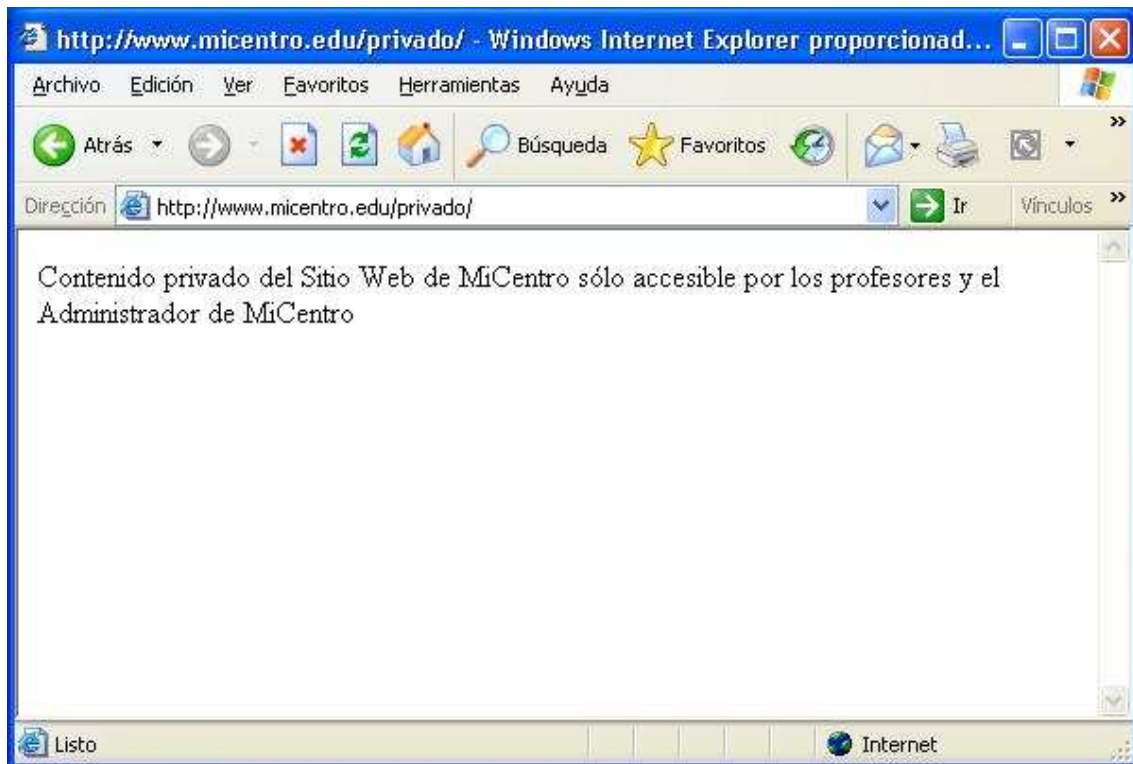 http://www.micentro.edu/privado/ - Windows Internet Explorer proporcionad...
Archivo Edición Ver Favoritos Herramientas Ayuda
Atrás Búsqueda Favoritos »
Dirección http://www.micentro.edu/privado/ Ir Vínculos »
Contenido privado del Sitio Web de MiCentro sólo accesible por los profesores y el
Administrador de MiCentro
Listo Internet